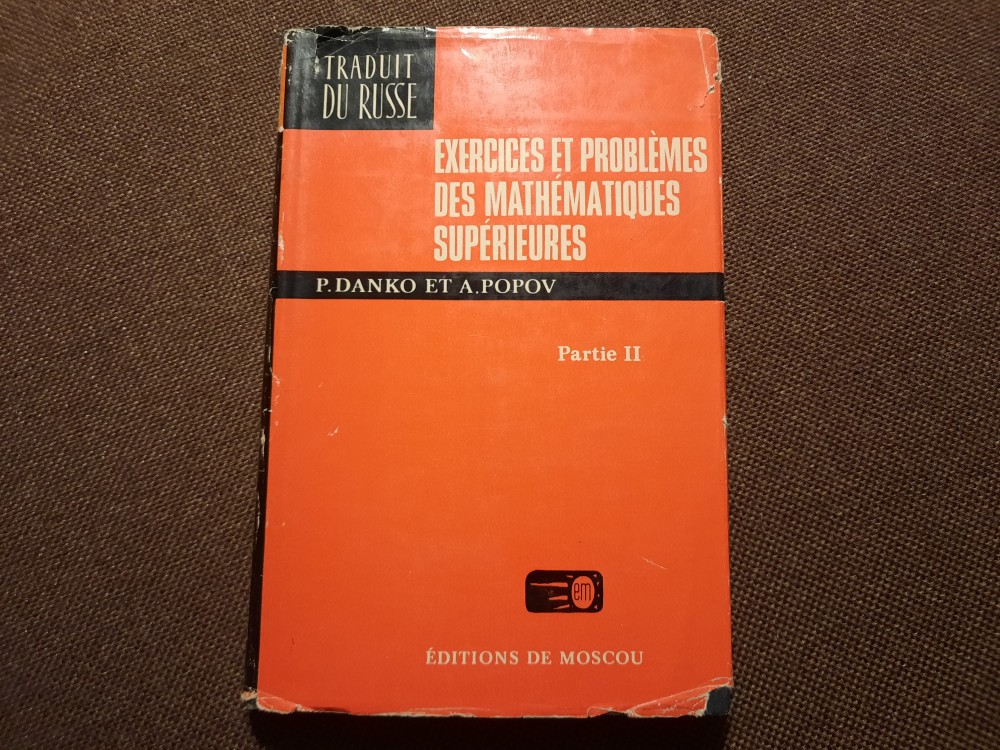 TRADUIT
DU RUSSE
EXERCICES ET PROBLÈMES
DES MATHÉMATIQUES
SUPÉRIEURES
P. DANKO ET A. POPOV
Partie II
em
ÉDITIONS DE MOSCOU